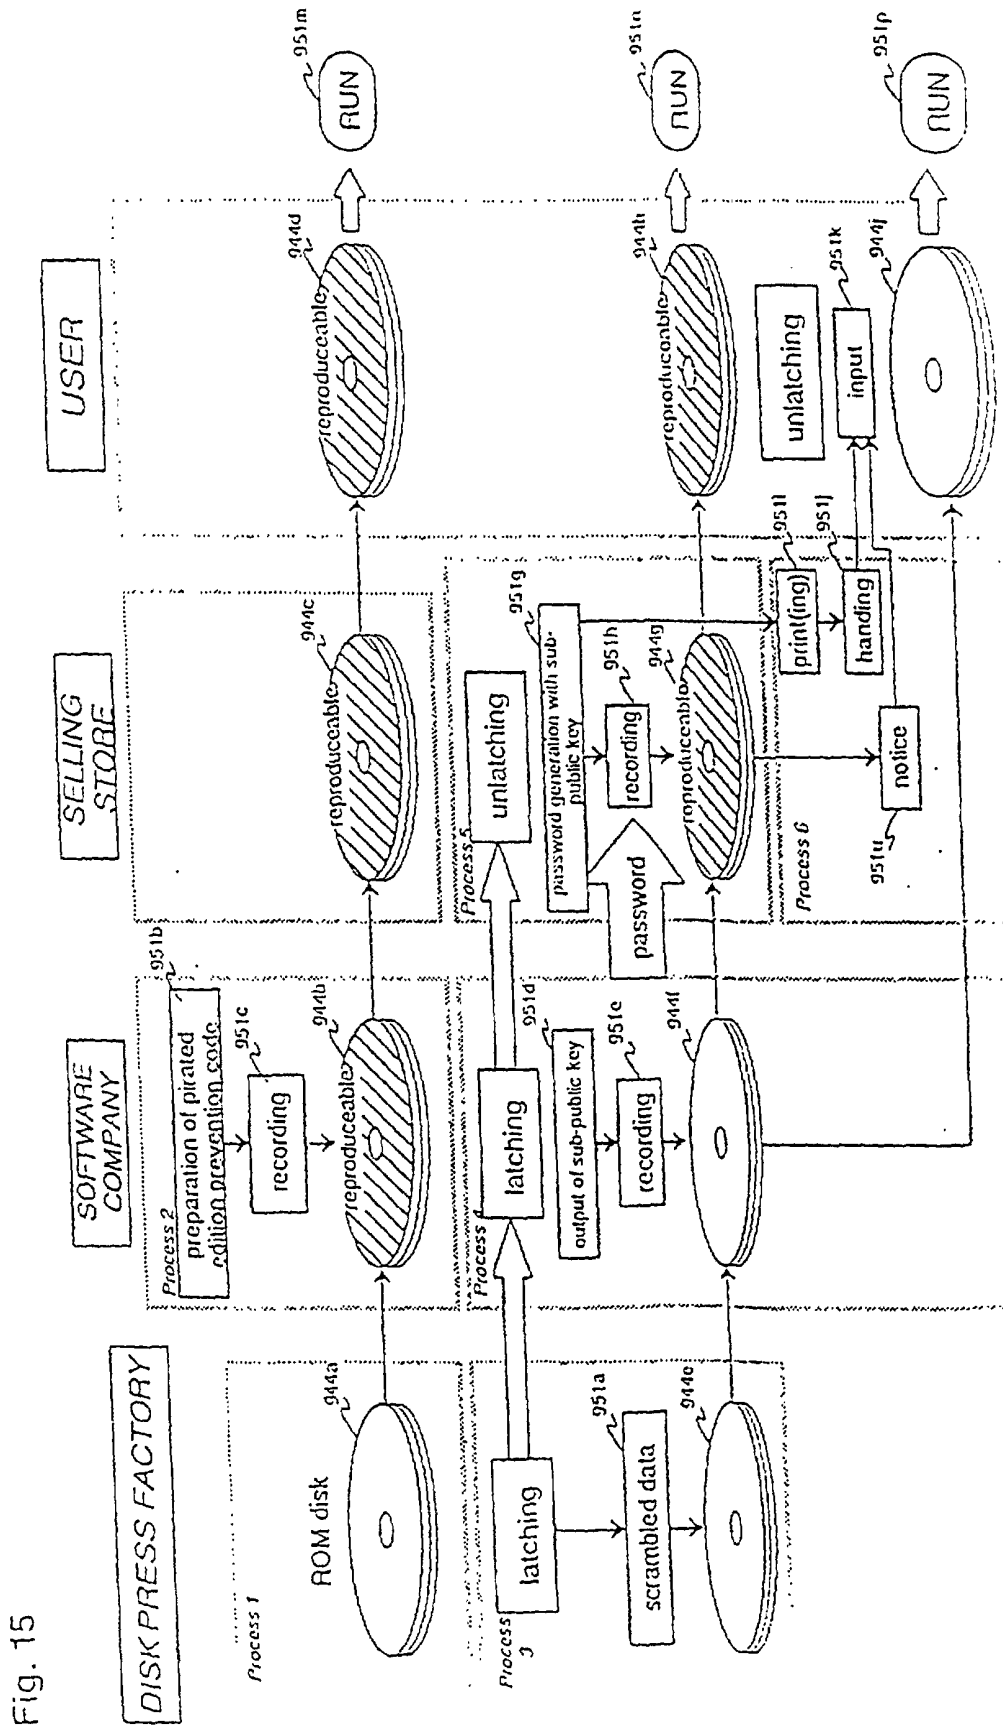 Fig. 15
DISK PRESS FACTORY
SOFTWARE
COMPANY
SELLING
STORE
USER
Process 1
ROM disk
944a
Process 2
951b
preparation of pirated
edition prevention code
951c
recording
944b
reproduceable
944c
reproduceable
944d
reproduceable
951m
RUN
Process
3
latching
951a
scrambled data
944e
Process 4
latching
951d
output of sub-public key
951e
recording
944f
Process 5
unlatching
951g
password generation with sub-
public key
951h
recording
password
944g
reproduceable
944h
reproduceable
951n
RUN
Process 6
951i
print(ing)
951j
handing
951u
notice
unlatching
951k
input
944j
951p
RUN